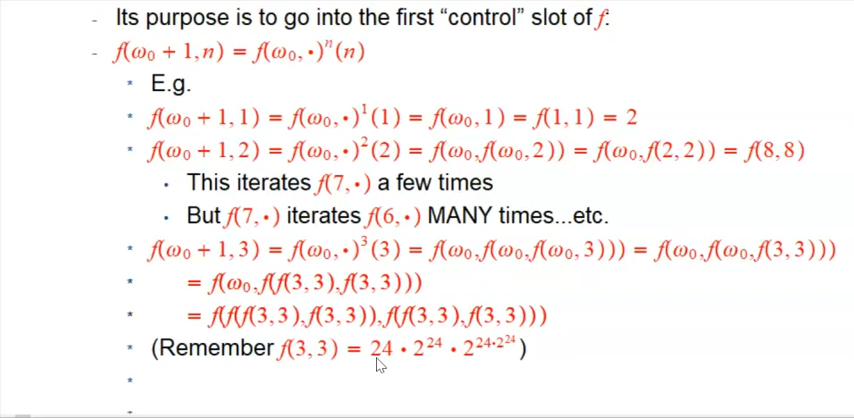 - Its purpose is to go into the first “control” slot of f:
- f(ω₀ + 1, n) = f(ω₀, •)ⁿ(n)
* E.g.
* f(ω₀ + 1, 1) = f(ω₀, •)¹(1) = f(ω₀, 1) = f(1, 1) = 2
* f(ω₀ + 1, 2) = f(ω₀, •)²(2) = f(ω₀, f(ω₀, 2)) = f(ω₀, f(2, 2)) = f(8, 8)
• This iterates f(7, •) a few times
• But f(7, •) iterates f(6, •) MANY times...etc.
* f(ω₀ + 1, 3) = f(ω₀, •)³(3) = f(ω₀, f(ω₀, f(ω₀, 3))) = f(ω₀, f(ω₀, f(3, 3)))
* = f(ω₀, f(f(3, 3), f(3, 3)))
* = f(f(f(3, 3), f(3, 3)), f(f(3, 3), f(3, 3)))
* (Remember f(3, 3) = 24 • 2^24 • 2^(24•2^24))
*
-